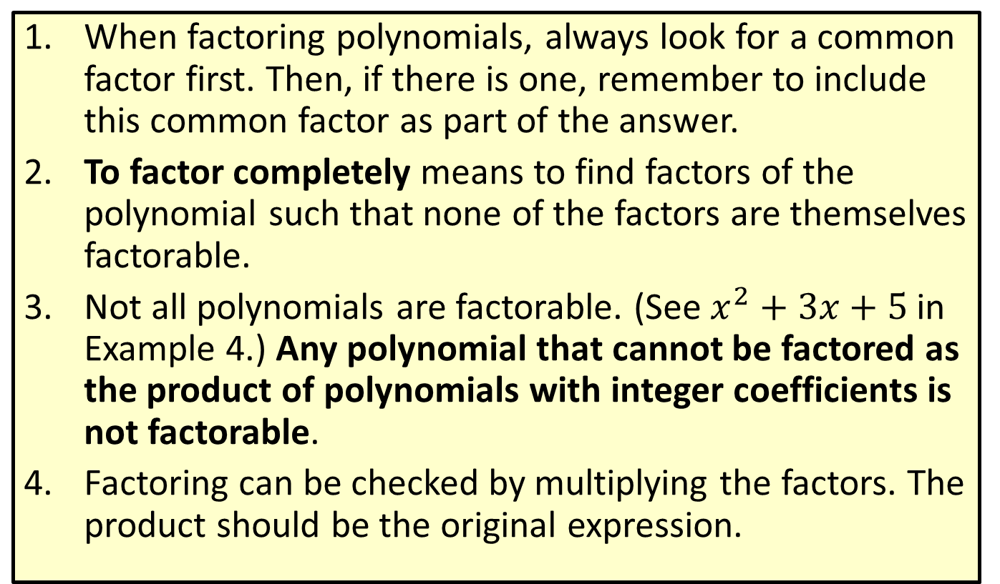 1. When factoring polynomials, always look for a common
factor first. Then, if there is one, remember to include
this common factor as part of the answer.
2. To factor completely means to find factors of the
polynomial such that none of the factors are themselves
factorable.
3. Not all polynomials are factorable. (See x² + 3x + 5 in
Example 4.) Any polynomial that cannot be factored as
the product of polynomials with integer coefficients is
not factorable.
4. Factoring can be checked by multiplying the factors. The
product should be the original expression.